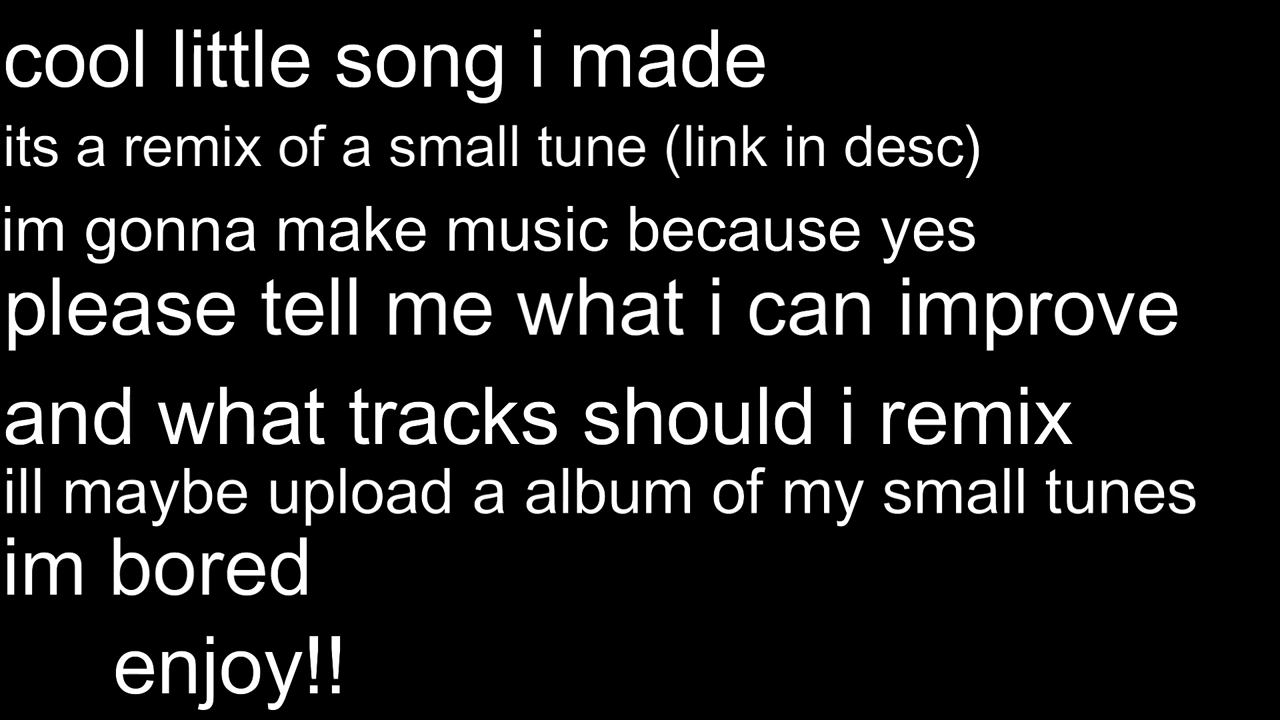 cool little song i made
its a remix of a small tune (link in desc)
im gonna make music because yes
please tell me what i can improve
and what tracks should i remix
ill maybe upload a album of my small tunes
im bored
enjoy!!